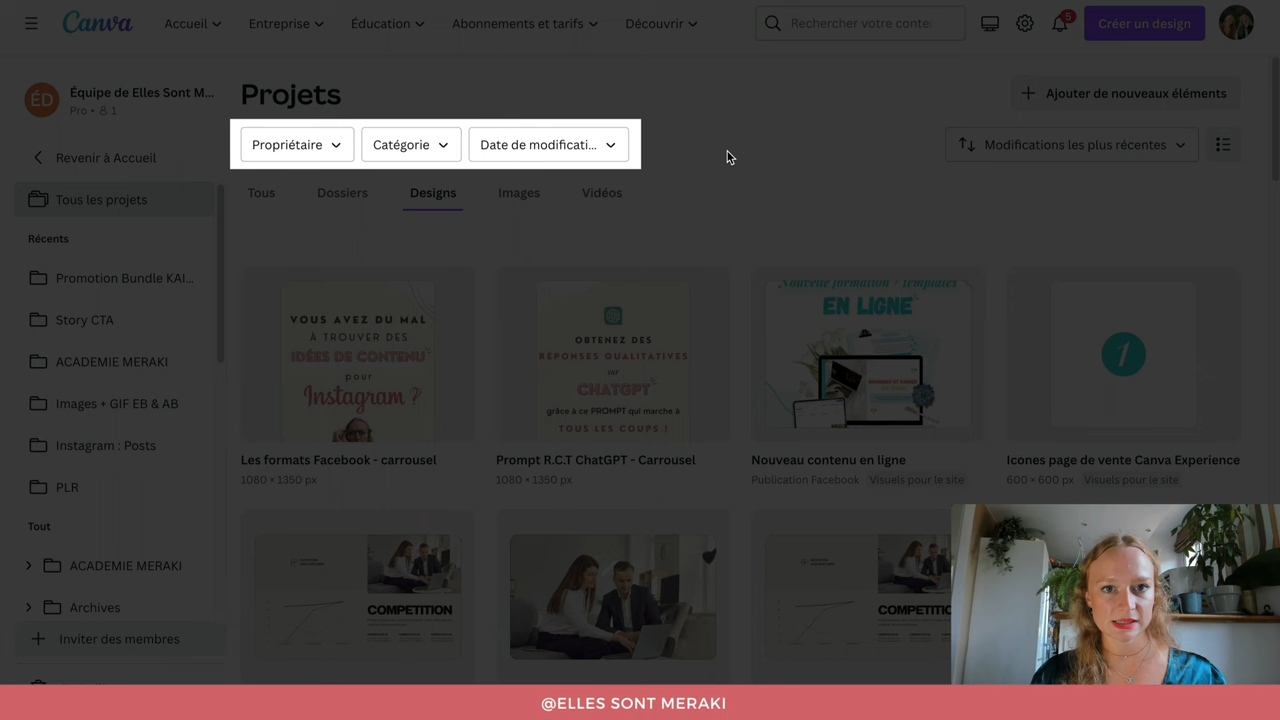 Canva
Accueil
Entreprise
Éducation
Abonnements et tarifs
Découvrir
Rechercher votre conte
5
Créer un design
ÉD
Équipe de Elles Sont M...
Pro • 1
Projets
Ajouter de nouveaux éléments
Propriétaire
Catégorie
Date de modificati...
Modifications les plus récentes
Revenir à Accueil
Tous les projets
Tous
Dossiers
Designs
Images
Vidéos
Récents
Promotion Bundle KAI...
Story CTA
ACADEMIE MERAKI
Images + GIF EB & AB
Instagram : Posts
PLR
Tout
ACADEMIE MERAKI
Archives
Inviter des membres
VOUS AVEZ DU MAL
À TROUVER DES
IDÉES DE CONTENU
pour
Instagram ?
Les formats Facebook - carrousel
1080 × 1350 px
OBTENEZ DES
RÉPONSES QUALITATIVES
sur
CHATGPT
grâce à ce PROMPT qui marche à
TOUS LES COUPS !
Prompt R.C.T ChatGPT - Carrousel
1080 × 1350 px
Nouvelle formation + templates
EN LIGNE
Nouveau contenu en ligne
Publication Facebook
Visuels pour le site
1
Icones page de vente Canva Experience
600 × 600 px
Visuels pour le site
COMPETITION
COMPETITIO
@ELLES SONT MERAKI